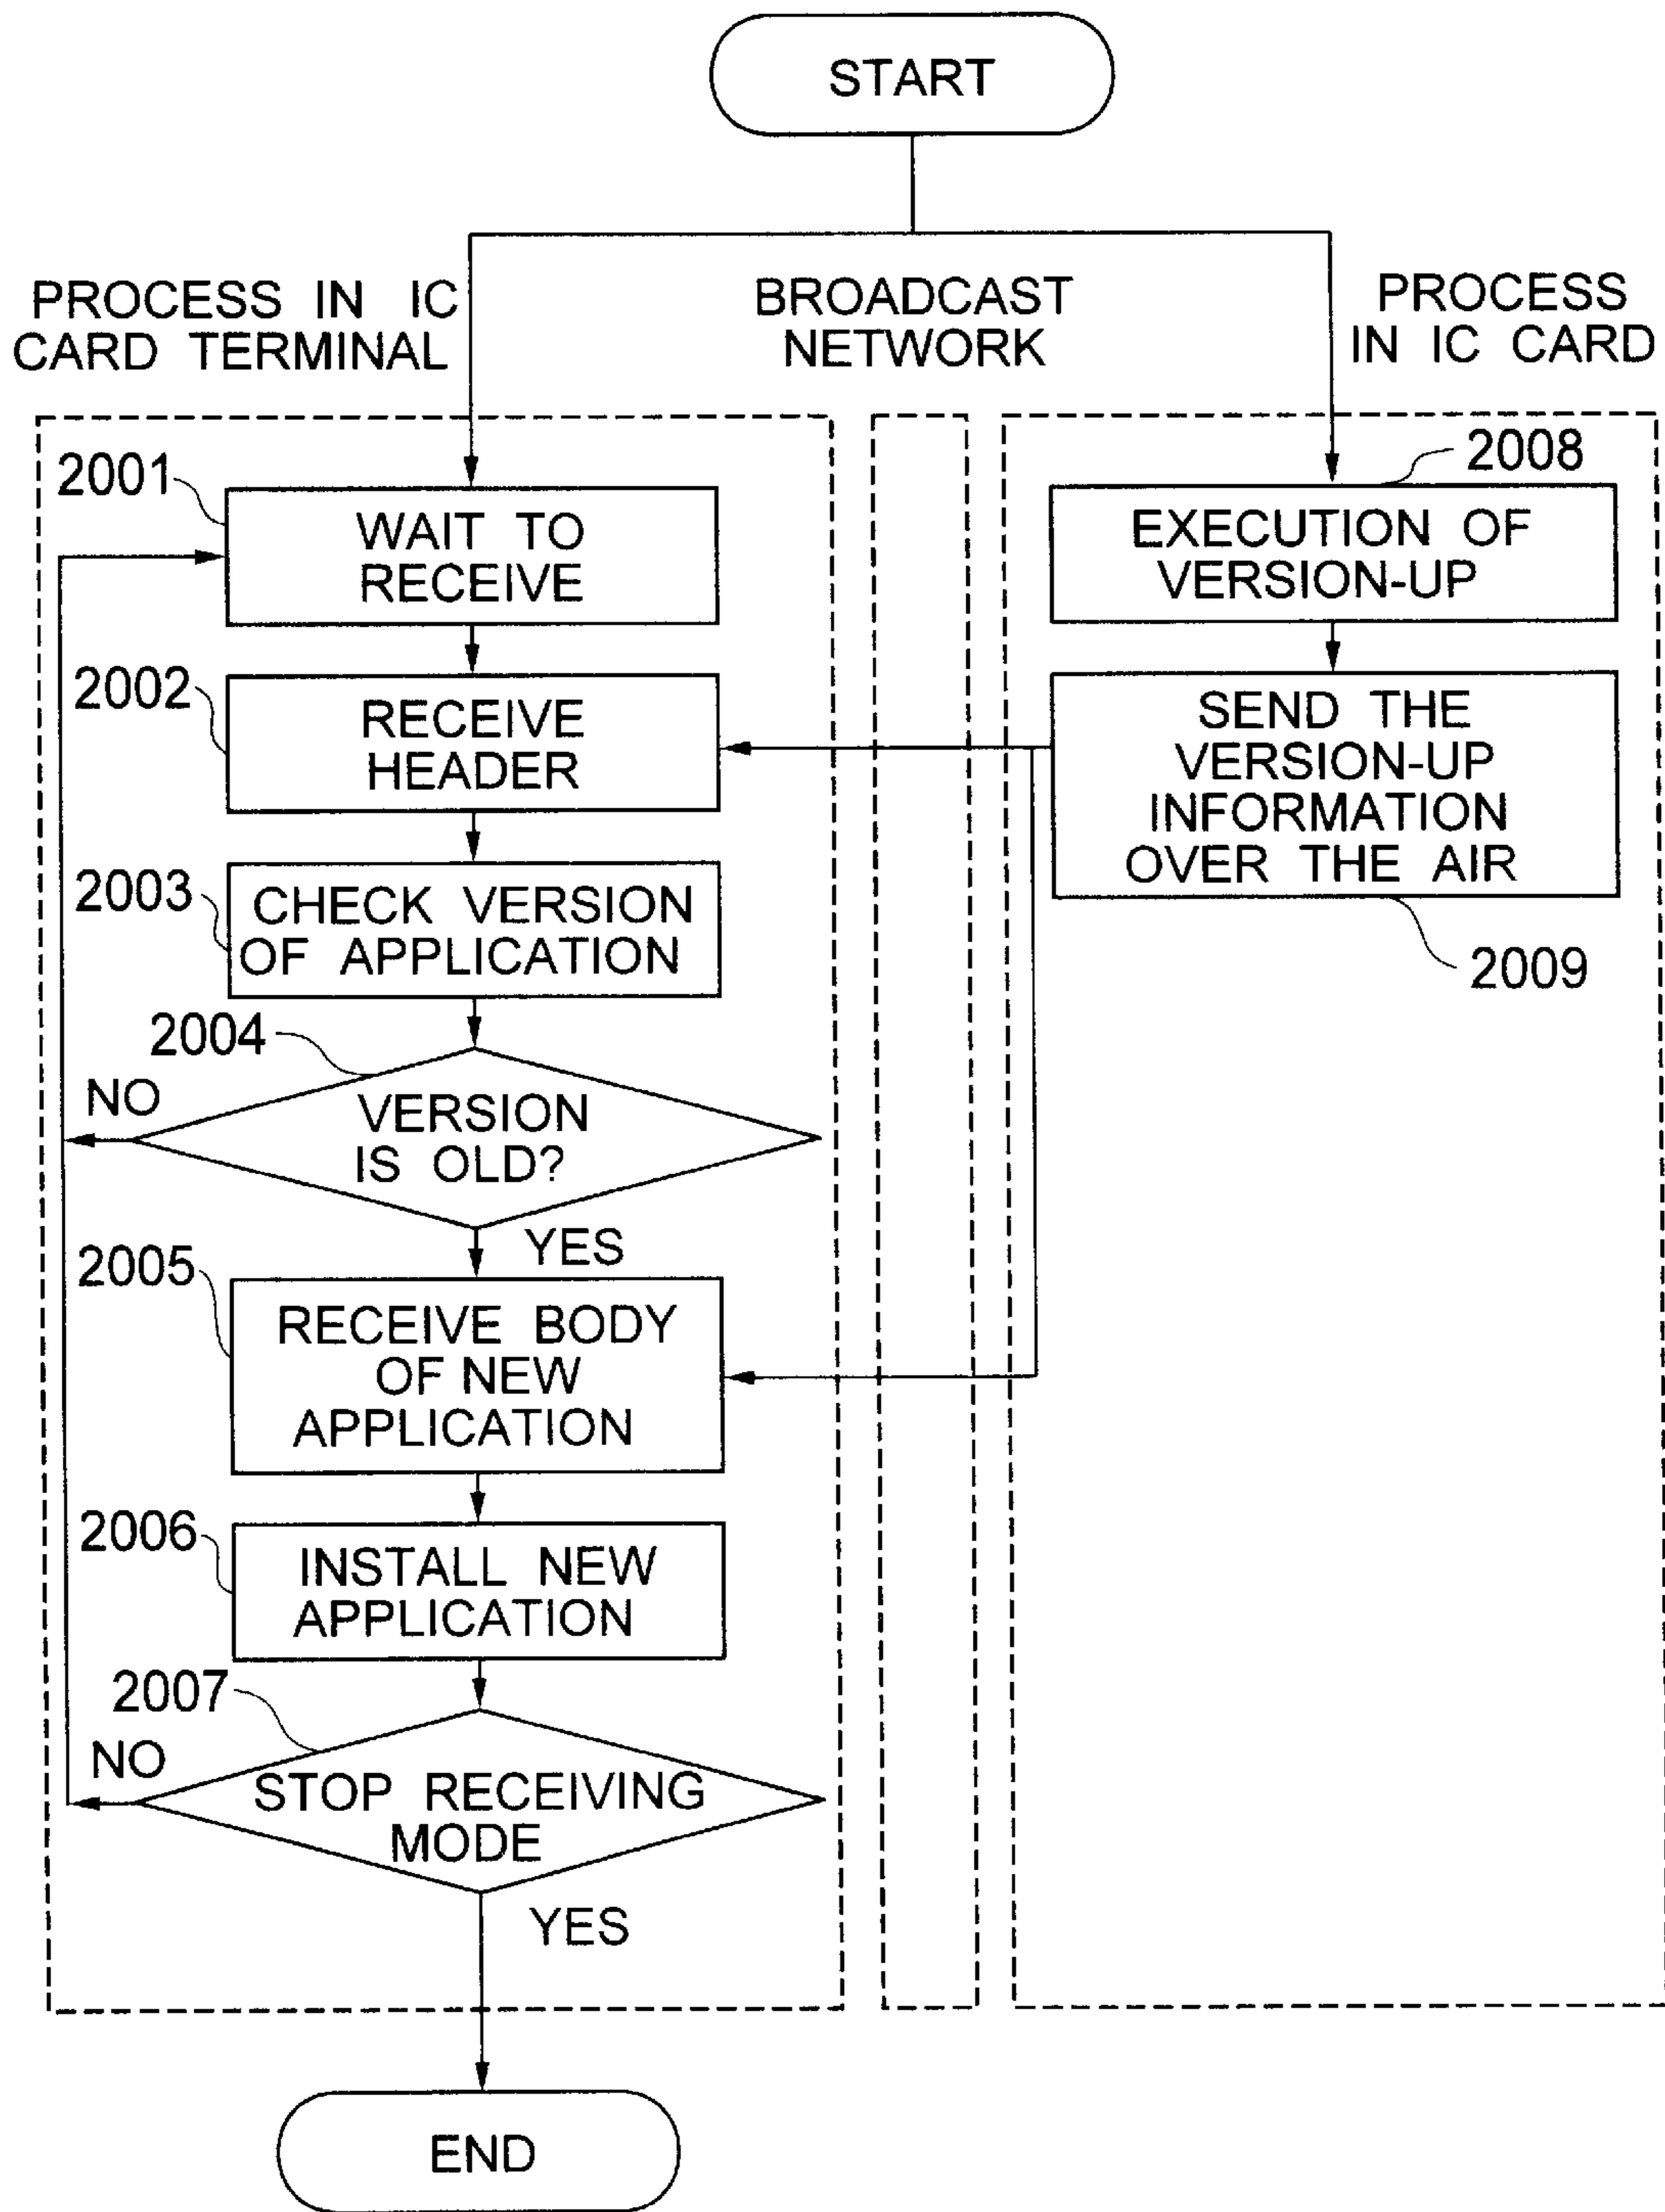 START
PROCESS IN IC
CARD TERMINAL
BROADCAST
NETWORK
PROCESS
IN IC CARD
2001
WAIT TO
RECEIVE
2008
EXECUTION OF
VERSION-UP
2002
RECEIVE
HEADER
SEND THE
VERSION-UP
INFORMATION
OVER THE AIR
2009
2003
CHECK VERSION
OF APPLICATION
2004
NO
VERSION
IS OLD?
YES
2005
RECEIVE BODY
OF NEW
APPLICATION
2006
INSTALL NEW
APPLICATION
2007
NO
STOP RECEIVING
MODE
YES
END